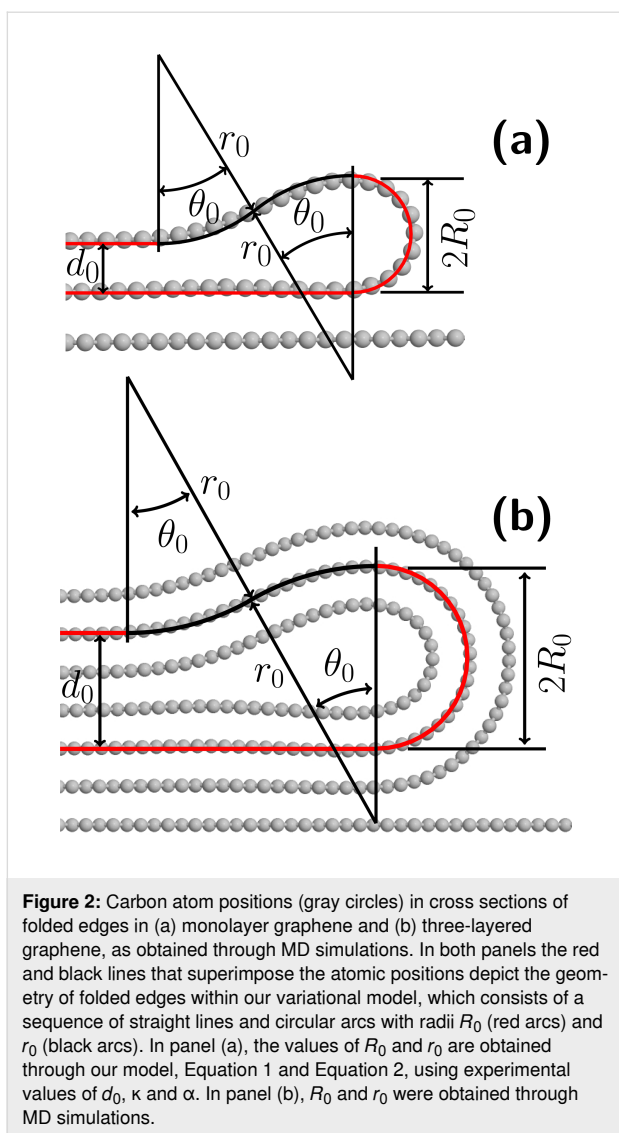 (a)
r₀
θ₀
θ₀
r₀
d₀
2R₀
(b)
r₀
θ₀
d₀
r₀
θ₀
2R₀
Figure 2: Carbon atom positions (gray circles) in cross sections of
folded edges in (a) monolayer graphene and (b) three-layered
graphene, as obtained through MD simulations. In both panels the red
and black lines that superimpose the atomic positions depict the geom-
etry of folded edges within our variational model, which consists of a
sequence of straight lines and circular arcs with radii R₀ (red arcs) and
r₀ (black arcs). In panel (a), the values of R₀ and r₀ are obtained
through our model, Equation 1 and Equation 2, using experimental
values of d₀, κ and α. In panel (b), R₀ and r₀ were obtained through
MD simulations.